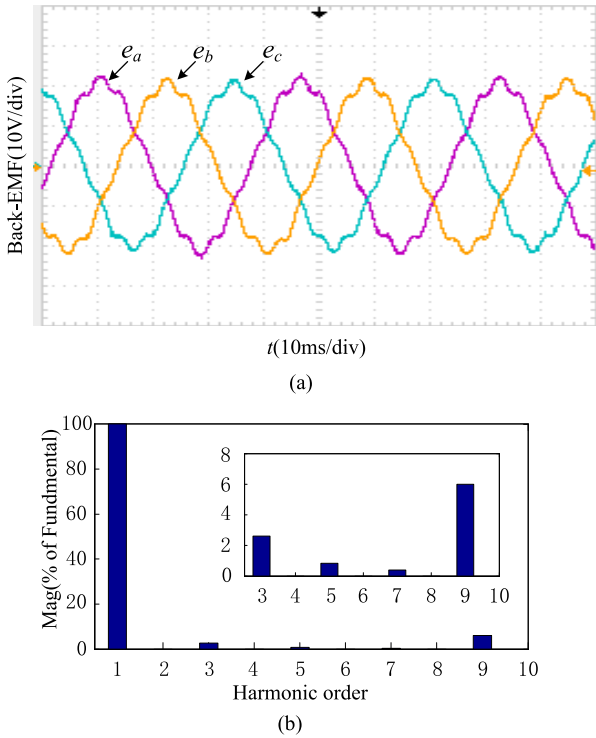 e_a e_b e_c
Back-EMF(10V/div)
t(10ms/div)
(a)
100
80
60
40
20
0
Mag(% of Fundmental)
8
6
4
2
0
3 4 5 6 7 8 9 10
1 2 3 4 5 6 7 8 9 10
Harmonic order
(b)